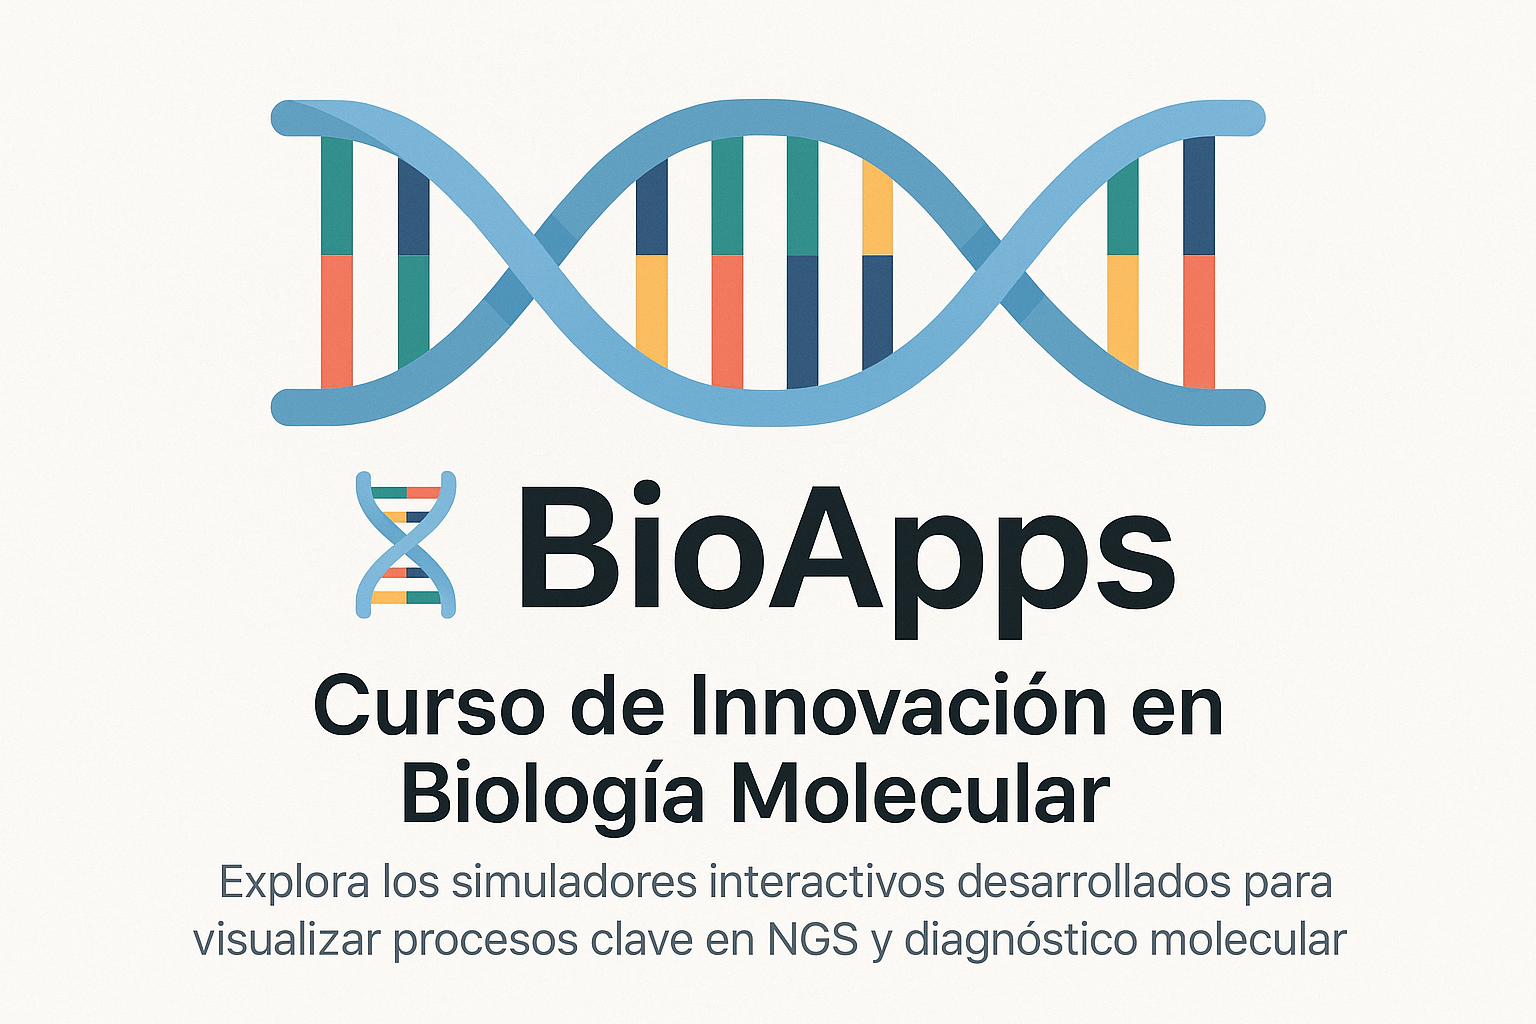 BioApps
Curso de Innovación en
Biología Molecular
Explora los simuladores interactivos desarrollados para
visualizar procesos clave en NGS y diagnóstico molecular